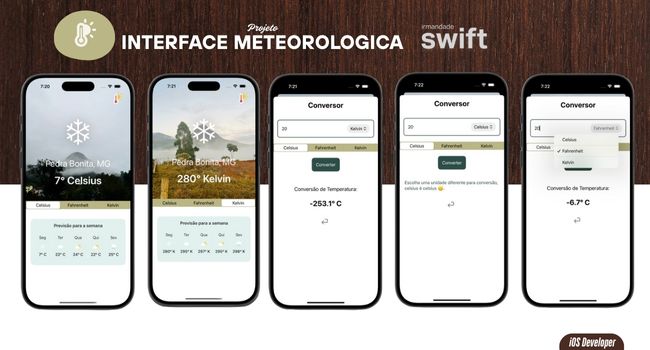 Projeto
INTERFACE METEOROLOGICA
irmandade
swift
7:20
Pedra Bonita, MG
7° Celsius
Celsius Fahrenheit Kelvin
Previsão para a semana
Seg Ter Qua Qui Sex
7° C 22° C 24° C 22° C 25° C
7:21
Pedra Bonita, MG
280° Kelvin
Celsius Fahrenheit Kelvin
Previsão para a semana
Seg Ter Qua Qui Sex
280° K 295° K 297° K 295° K 298° K
7:21
Conversor
20 Kelvin
Celsius Fahrenheit Kelvin
Converter
Conversão de Temperatura:
-253.1° C
7:22
Conversor
20 Celsius
Celsius Fahrenheit Kelvin
Converter
Escolha uma unidade diferente para conversão,
celsius é celsius
7:22
Conversor
20 Fahrenheit
Celsius
Fahrenheit
Kelvin
Conversão de Temperatura:
-6.7° C
iOS Developer